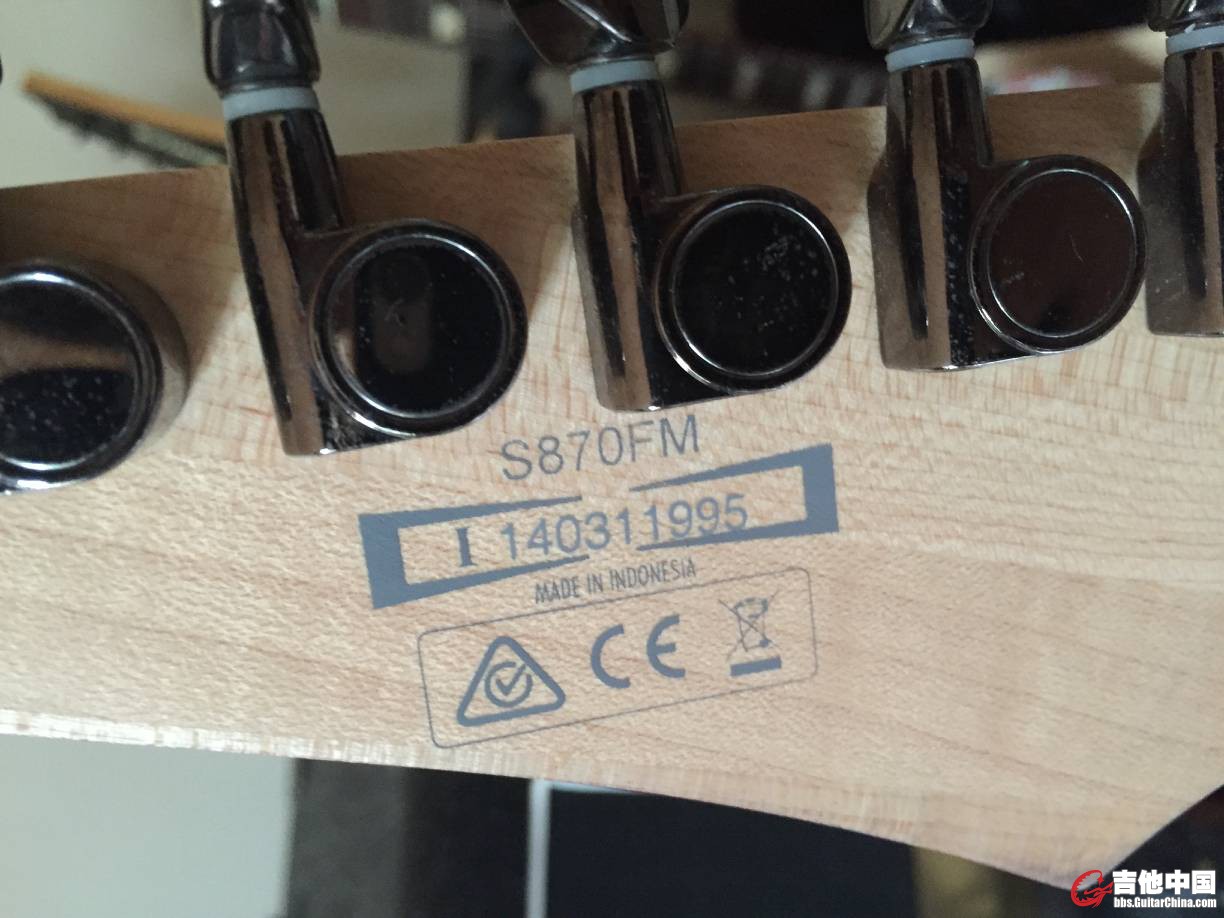 S870FM
I 140311995
MADE IN INDONESIA
CE
吉他中国
bbs.GuitarChina.com